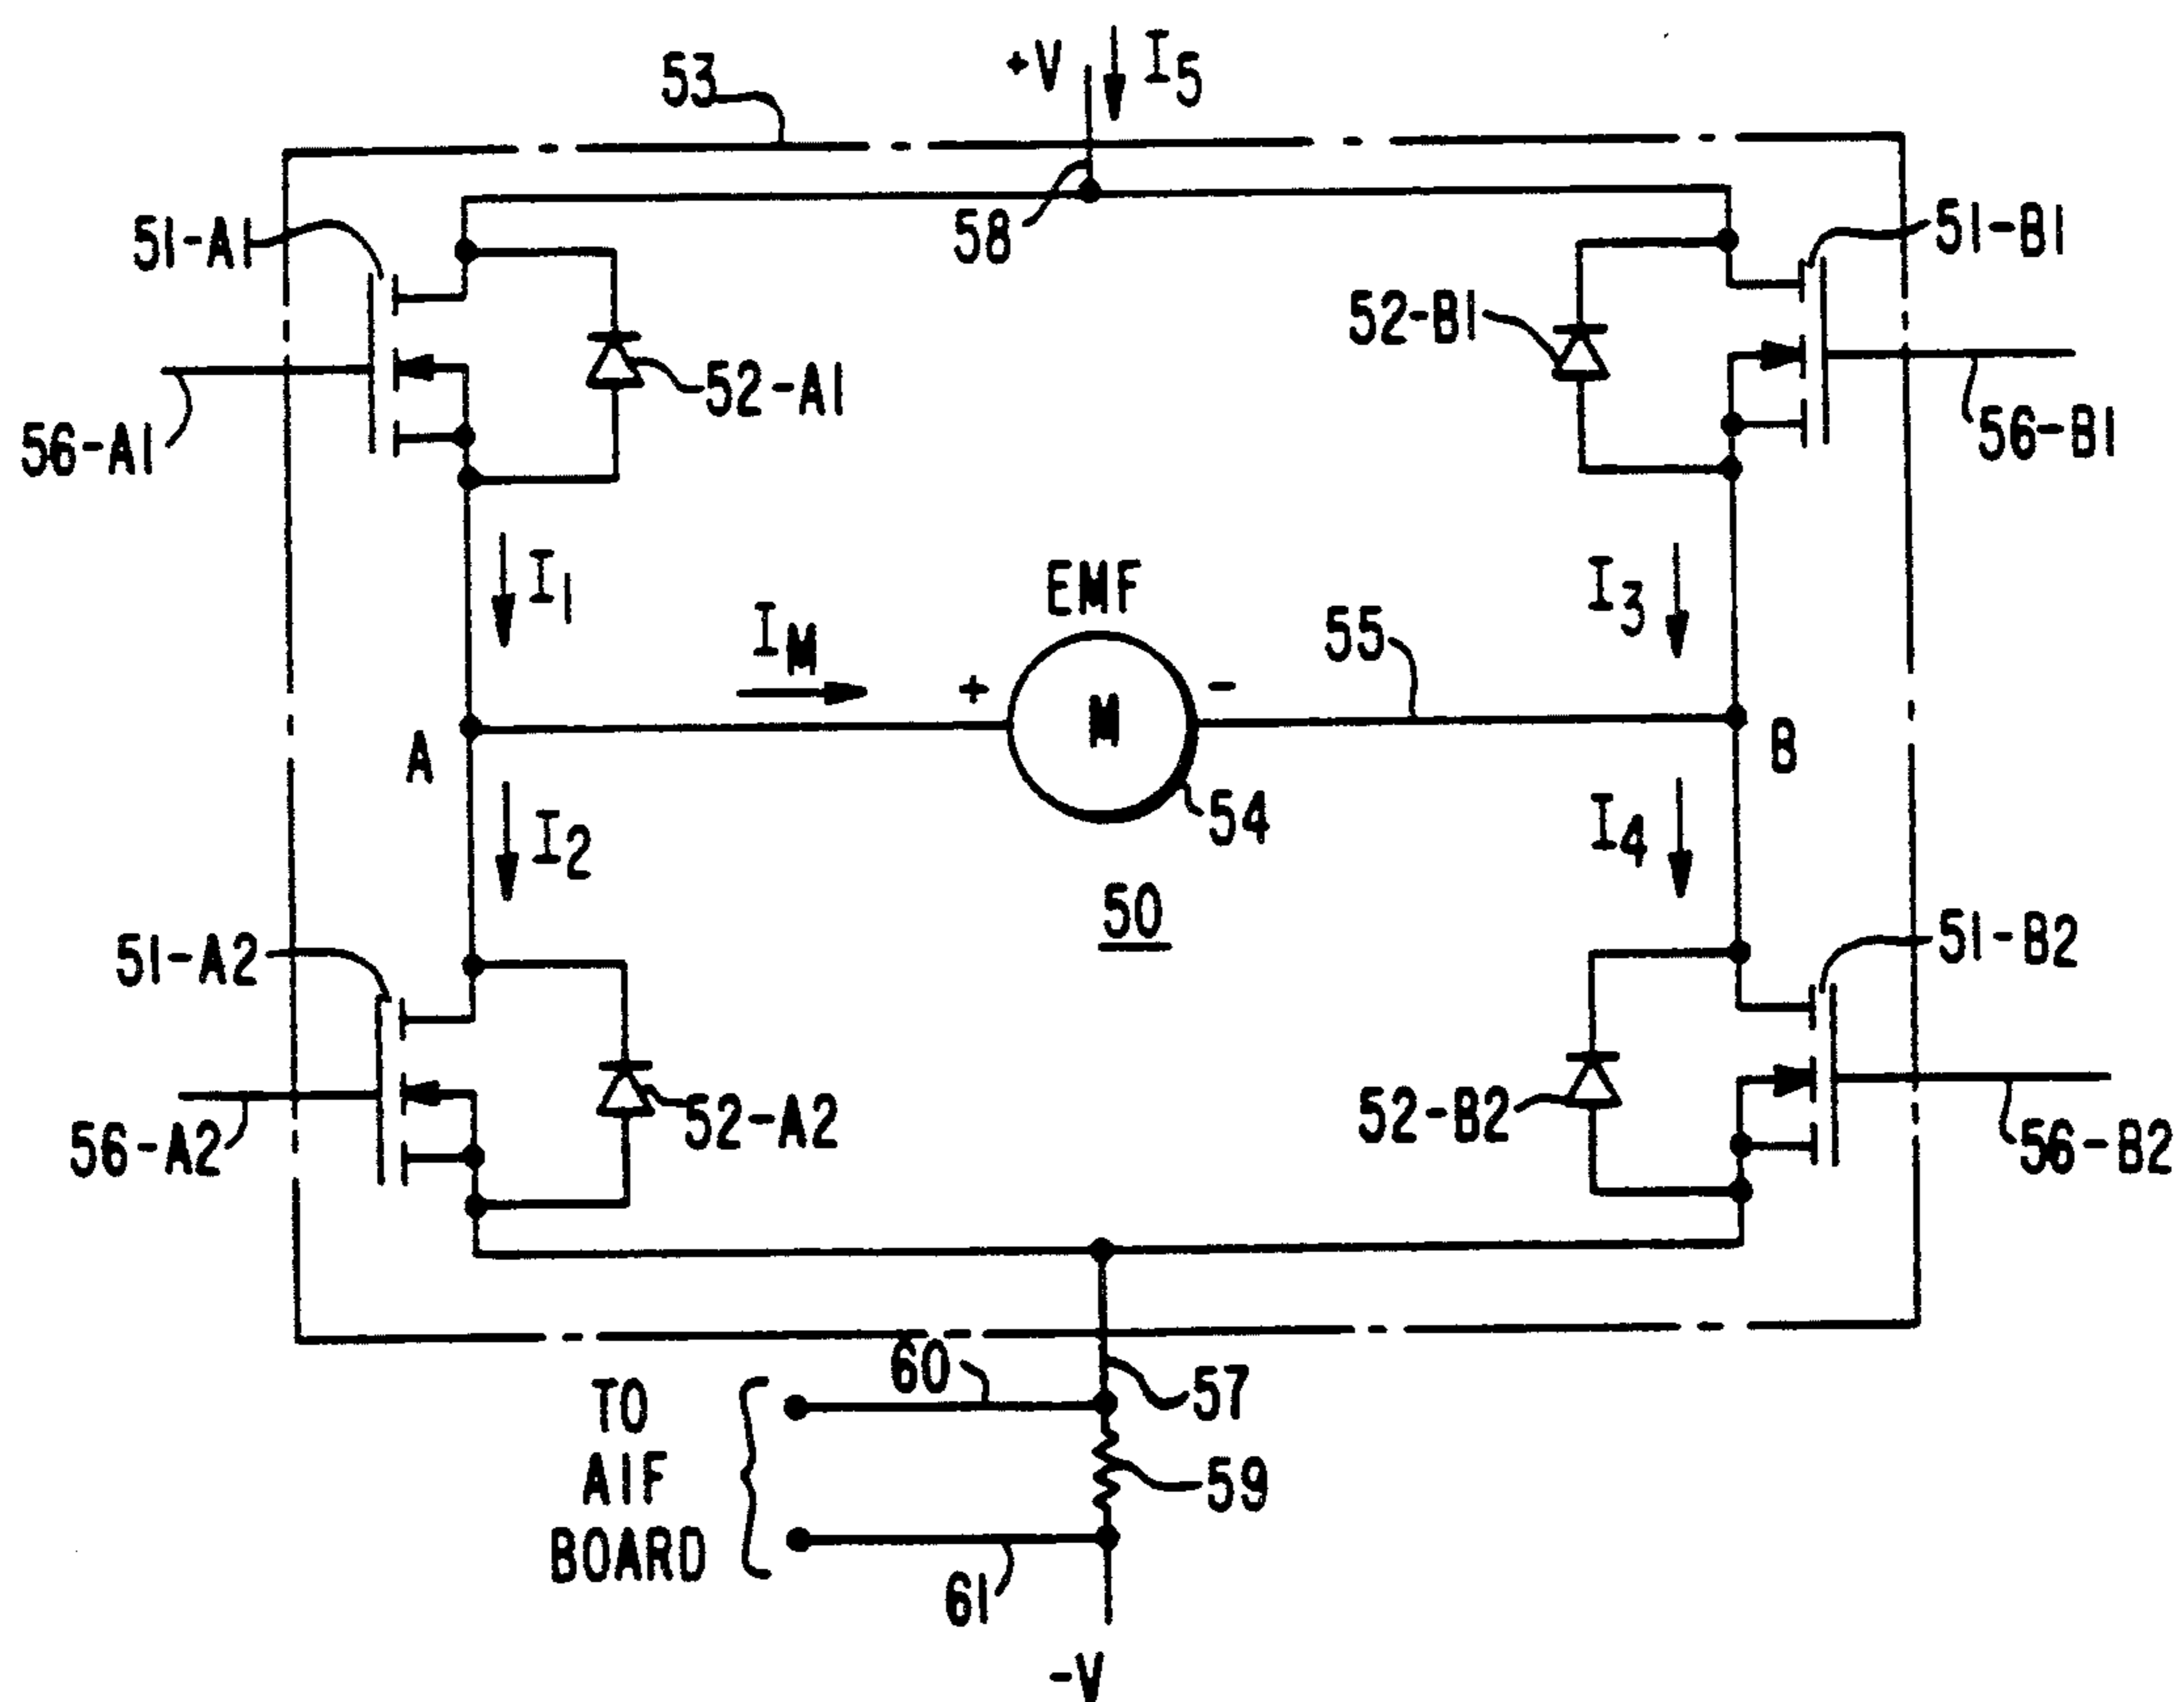 +V
I5
53
58
51-A1
51-B1
52-B1
52-A1
56-A1
56-B1
I1
EMF
I3
IM
55
+
M
-
A
B
54
I2
I4
50
51-A2
51-B2
52-A2
52-B2
56-A2
56-B2
60
57
TO
AIF
BOARD
59
61
-V